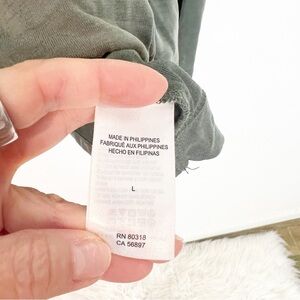 MADE IN PHILIPPINES
FABRIQUÉ AUX PHILIPPINES
HECHO EN FILIPINAS
L
RN 80318
CA 56897